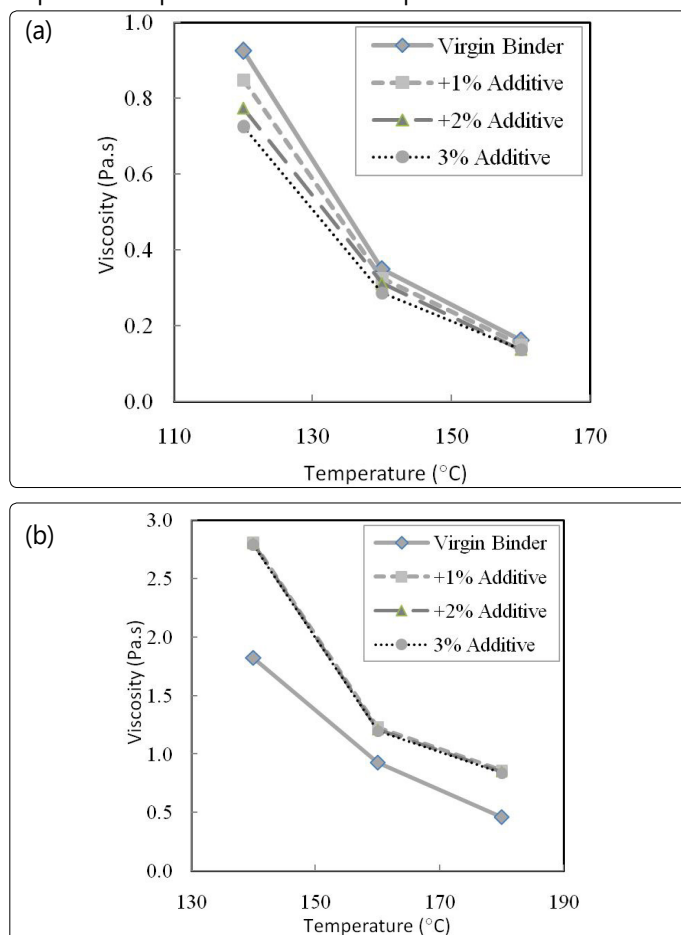 (a)
1.0
0.8
0.6
0.4
0.2
0.0
Viscosity (Pa.s)
Virgin Binder
+1% Additive
+2% Additive
3% Additive
110 130 150 170
Temperature (°C)
(b)
3.0
2.5
2.0
1.5
1.0
0.5
0.0
Viscosity (Pa.s)
Virgin Binder
+1% Additive
+2% Additive
3% Additive
130 150 170 190
Temperature (°C)